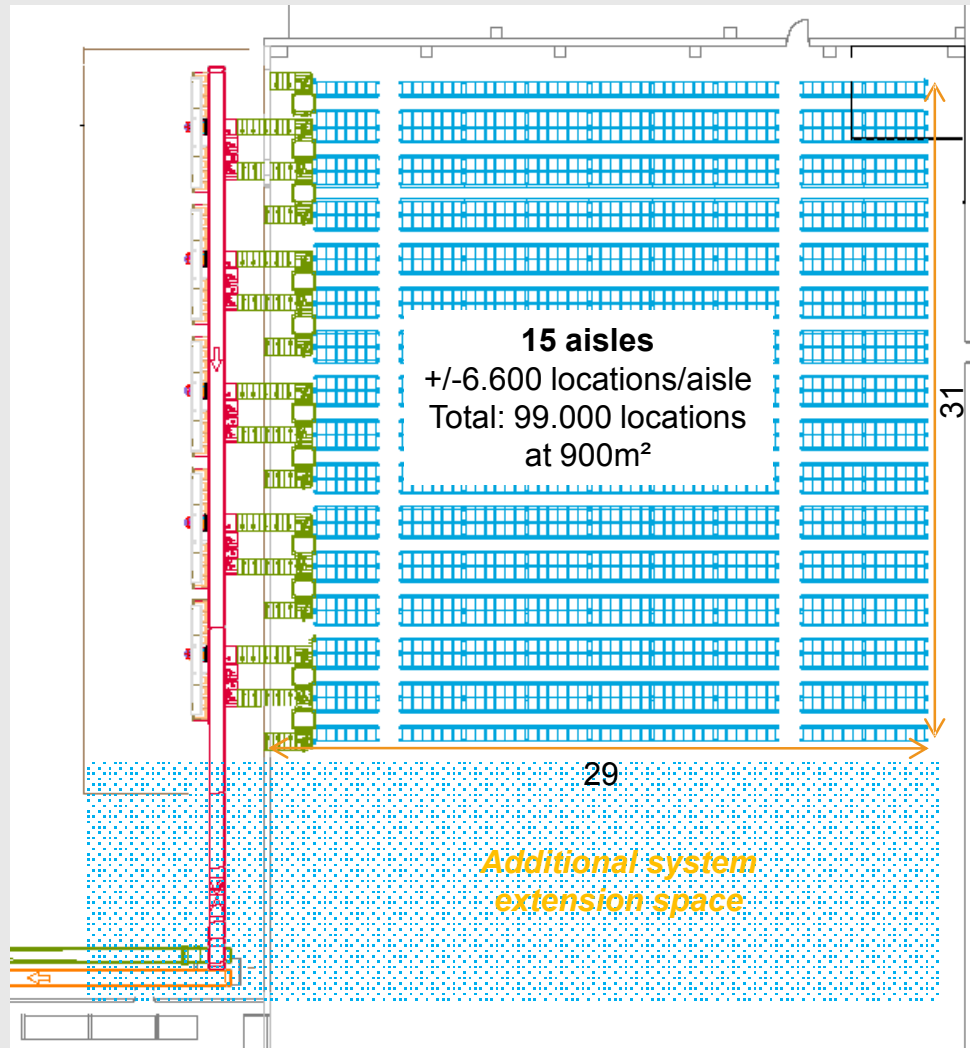 15 aisles
+/-6.600 locations/aisle
Total: 99.000 locations
at 900m²
31
29
Additional system
extension space